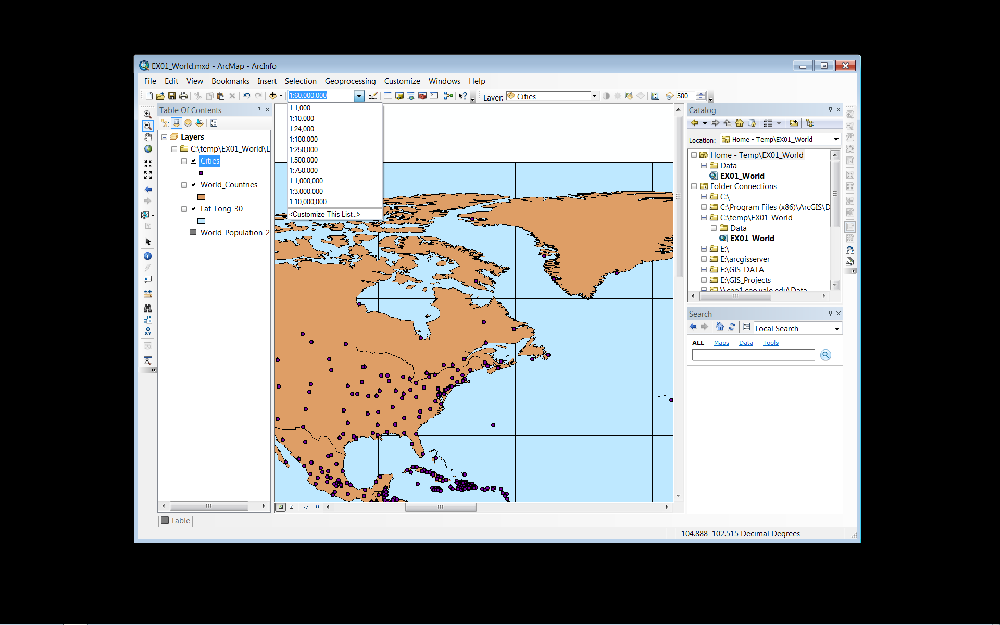 EX01_World.mxd - ArcMap - ArcInfo
File Edit View Bookmarks Insert Selection Geoprocessing Customize Windows Help
1:60,000,000 Layer: Cities 500
Table Of Contents
Layers
C:\temp\EX01_World\D
Cities
World_Countries
Lat_Long_30
World_Population_2
Table
1:1,000
1:10,000
1:24,000
1:100,000
1:250,000
1:500,000
1:750,000
1:1,000,000
1:3,000,000
1:10,000,000
<Customize This List...>
XY
Catalog
Location: Home - Temp\EX01_World
Home - Temp\EX01_World
Data
EX01_World
Folder Connections
C:\
C:\Program Files (x86)\ArcGIS\D
C:\temp\EX01_World
Data
EX01_World
E:\
E:\arcgisserver
E:\GIS_DATA
E:\GIS_Projects
Search
Local Search
ALL Maps Data Tools
-104.888 102.515 Decimal Degrees